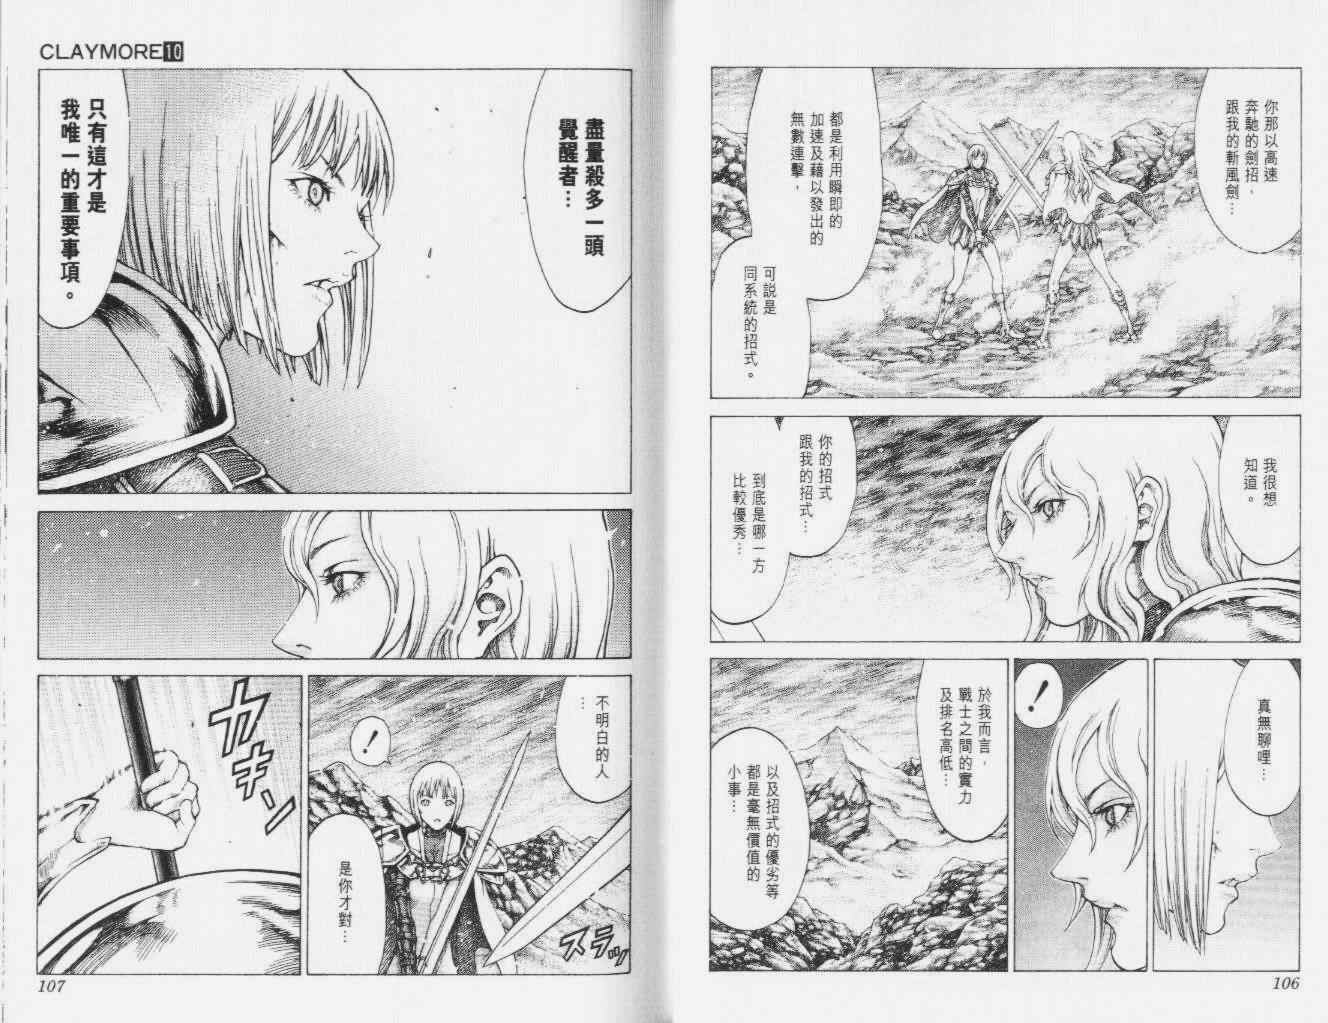 你那以高速
奔馳的劍招，
跟我的斬風劍…
都是利用瞬即的
加速及藉以發出的
無數連擊，
可說是
同系統的招式。
我很想
知道。
你的招式
跟我的招式…
到底是哪一方
比較優秀…
真無聊哩…
！
於我而言，
戰士之間的實力
及排名高低…
以及招式的優劣等
都是毫無價值的
小事…
106
CLAYMORE10
盡量殺多一頭
覺醒者…
只有這才是
我唯一的重要事項。
不明白的人
…
！
是你才對…
スラッ
カキン
107